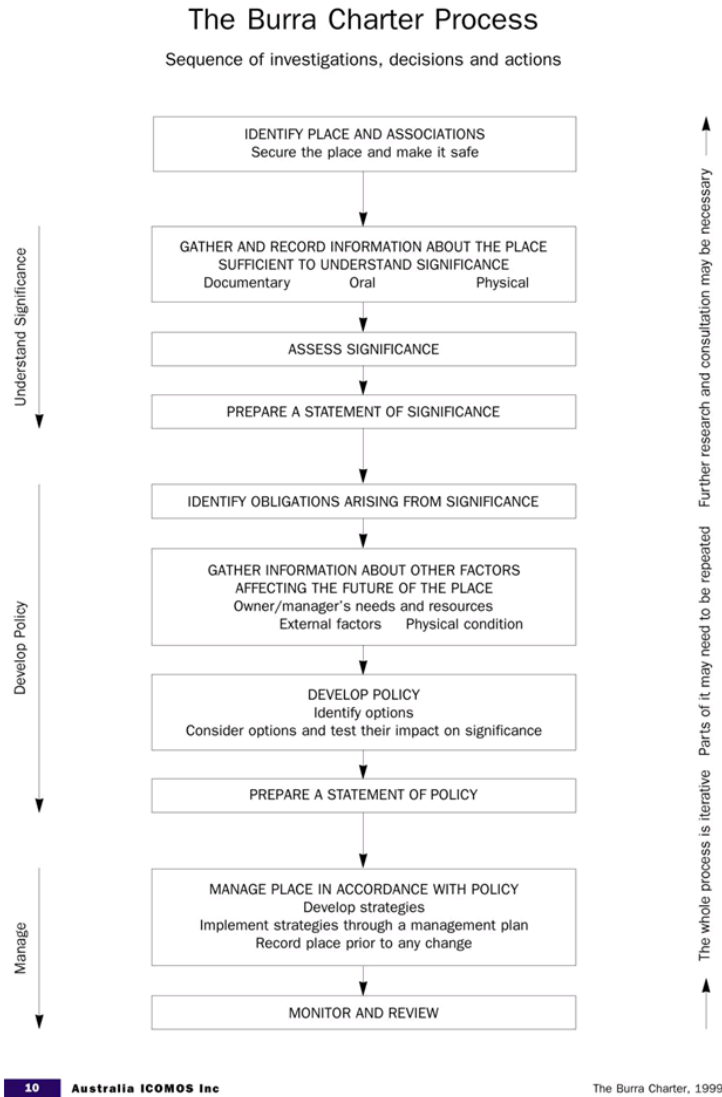 The Burra Charter Process
Sequence of investigations, decisions and actions
IDENTIFY PLACE AND ASSOCIATIONS
Secure the place and make it safe
Understand Significance
GATHER AND RECORD INFORMATION ABOUT THE PLACE
SUFFICIENT TO UNDERSTAND SIGNIFICANCE
Documentary Oral Physical
ASSESS SIGNIFICANCE
PREPARE A STATEMENT OF SIGNIFICANCE
Develop Policy
IDENTIFY OBLIGATIONS ARISING FROM SIGNIFICANCE
GATHER INFORMATION ABOUT OTHER FACTORS
AFFECTING THE FUTURE OF THE PLACE
Owner/manager's needs and resources
External factors Physical condition
DEVELOP POLICY
Identify options
Consider options and test their impact on significance
PREPARE A STATEMENT OF POLICY
Manage
MANAGE PLACE IN ACCORDANCE WITH POLICY
Develop strategies
Implement strategies through a management plan
Record place prior to any change
MONITOR AND REVIEW
The whole process is iterative Parts of it may need to be repeated Further research and consultation may be necessary
10 Australia ICOMOS Inc
The Burra Charter, 1999